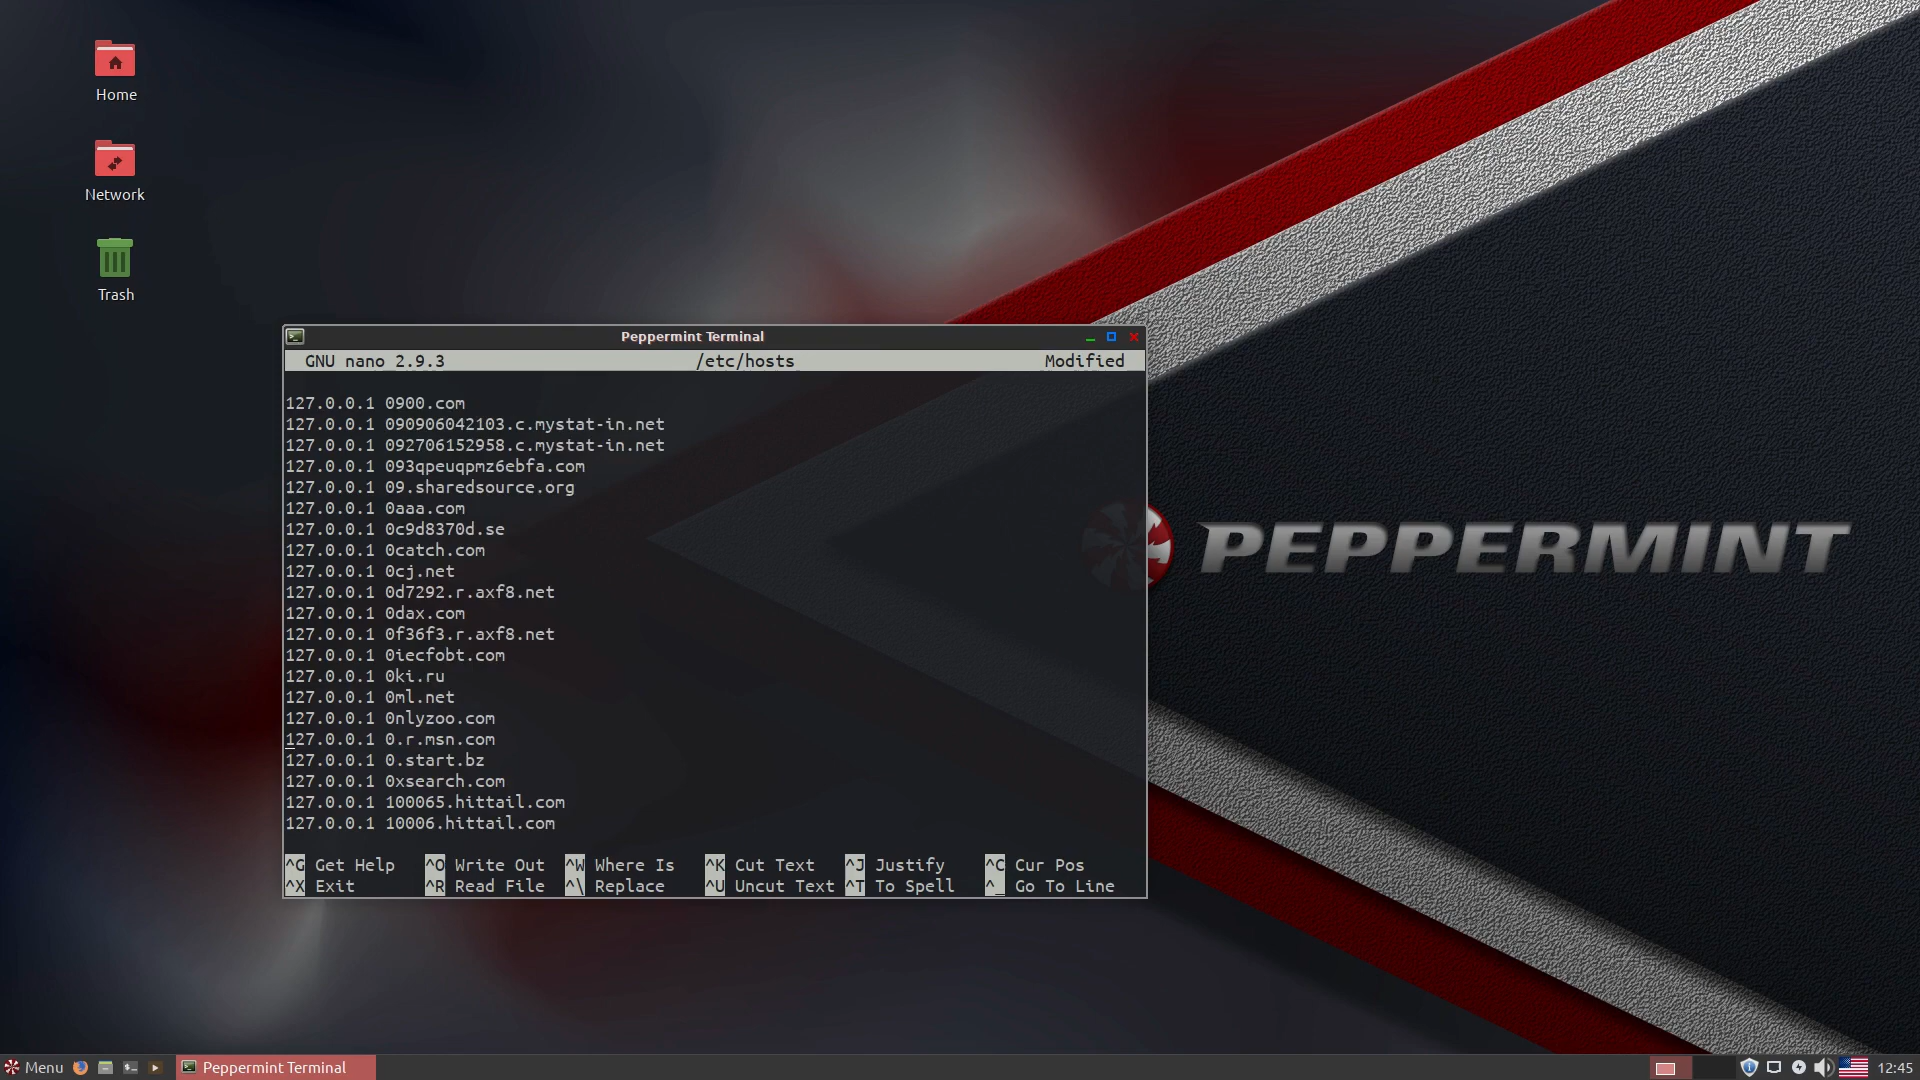 Home
Network
Trash
Peppermint Terminal
GNU nano 2.9.3 /etc/hosts Modified
127.0.0.1 0900.com
127.0.0.1 090906042103.c.mystat-in.net
127.0.0.1 092706152958.c.mystat-in.net
127.0.0.1 093qpeuqpmz6ebfa.com
127.0.0.1 09.sharedsource.org
127.0.0.1 0aaa.com
127.0.0.1 0c9d8370d.se
127.0.0.1 0catch.com
127.0.0.1 0cj.net
127.0.0.1 0d7292.r.axf8.net
127.0.0.1 0dax.com
127.0.0.1 0f36f3.r.axf8.net
127.0.0.1 0iecfobt.com
127.0.0.1 0ki.ru
127.0.0.1 0ml.net
127.0.0.1 0nlyzoo.com
127.0.0.1 0.r.msn.com
127.0.0.1 0.start.bz
127.0.0.1 0xsearch.com
127.0.0.1 100065.hittail.com
127.0.0.1 10006.hittail.com
^G Get Help ^O Write Out ^W Where Is ^K Cut Text ^J Justify ^C Cur Pos
^X Exit ^R Read File ^\ Replace ^U Uncut Text ^T To Spell ^_ Go To Line
PEPPERMINT
Menu Peppermint Terminal 12:45